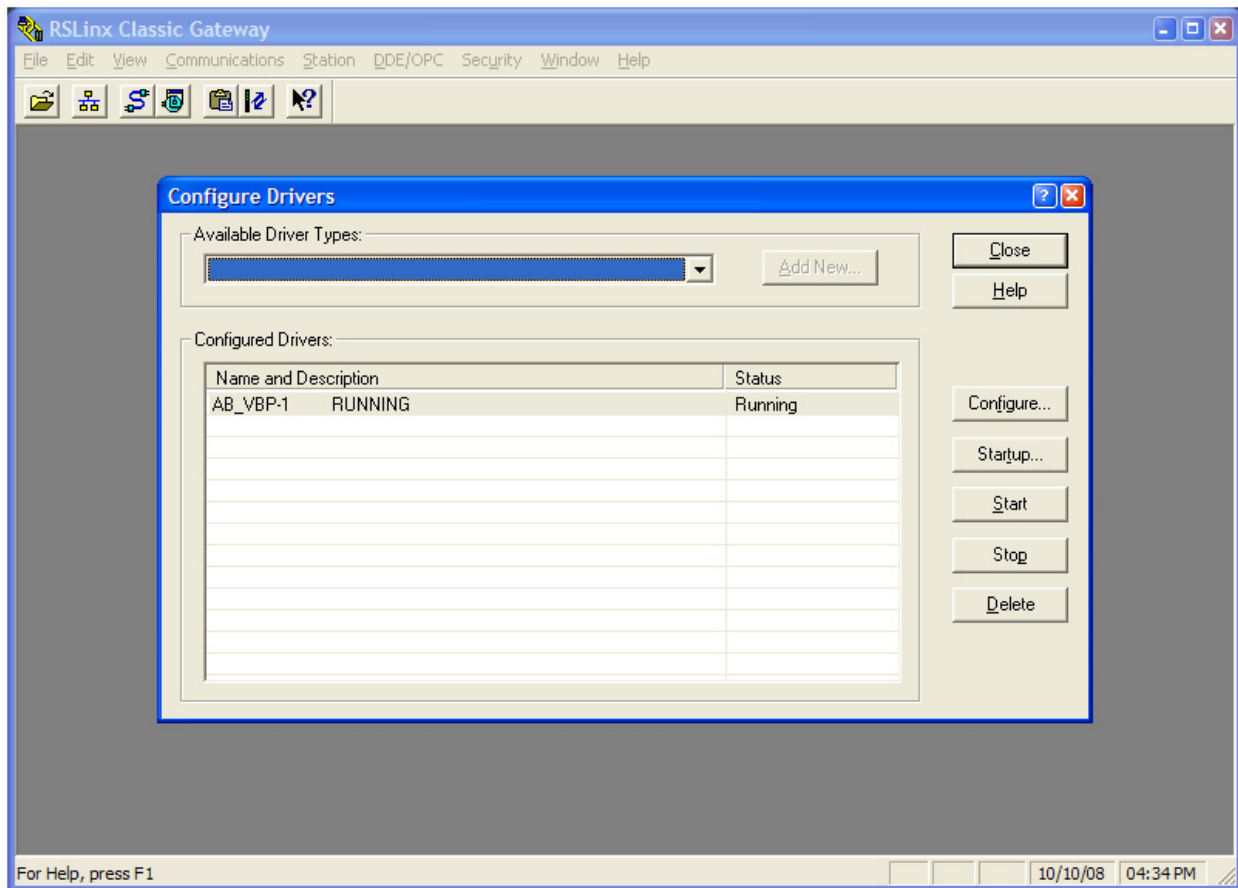 RSLinx Classic Gateway
File Edit View Communications Station DDE/OPC Security Window Help
Configure Drivers
Available Driver Types:
Add New...
Close
Help
Configured Drivers:
Name and Description Status
AB_VBP-1 RUNNING Running
Configure...
Startup...
Start
Stop
Delete
For Help, press F1 10/10/08 04:34 PM